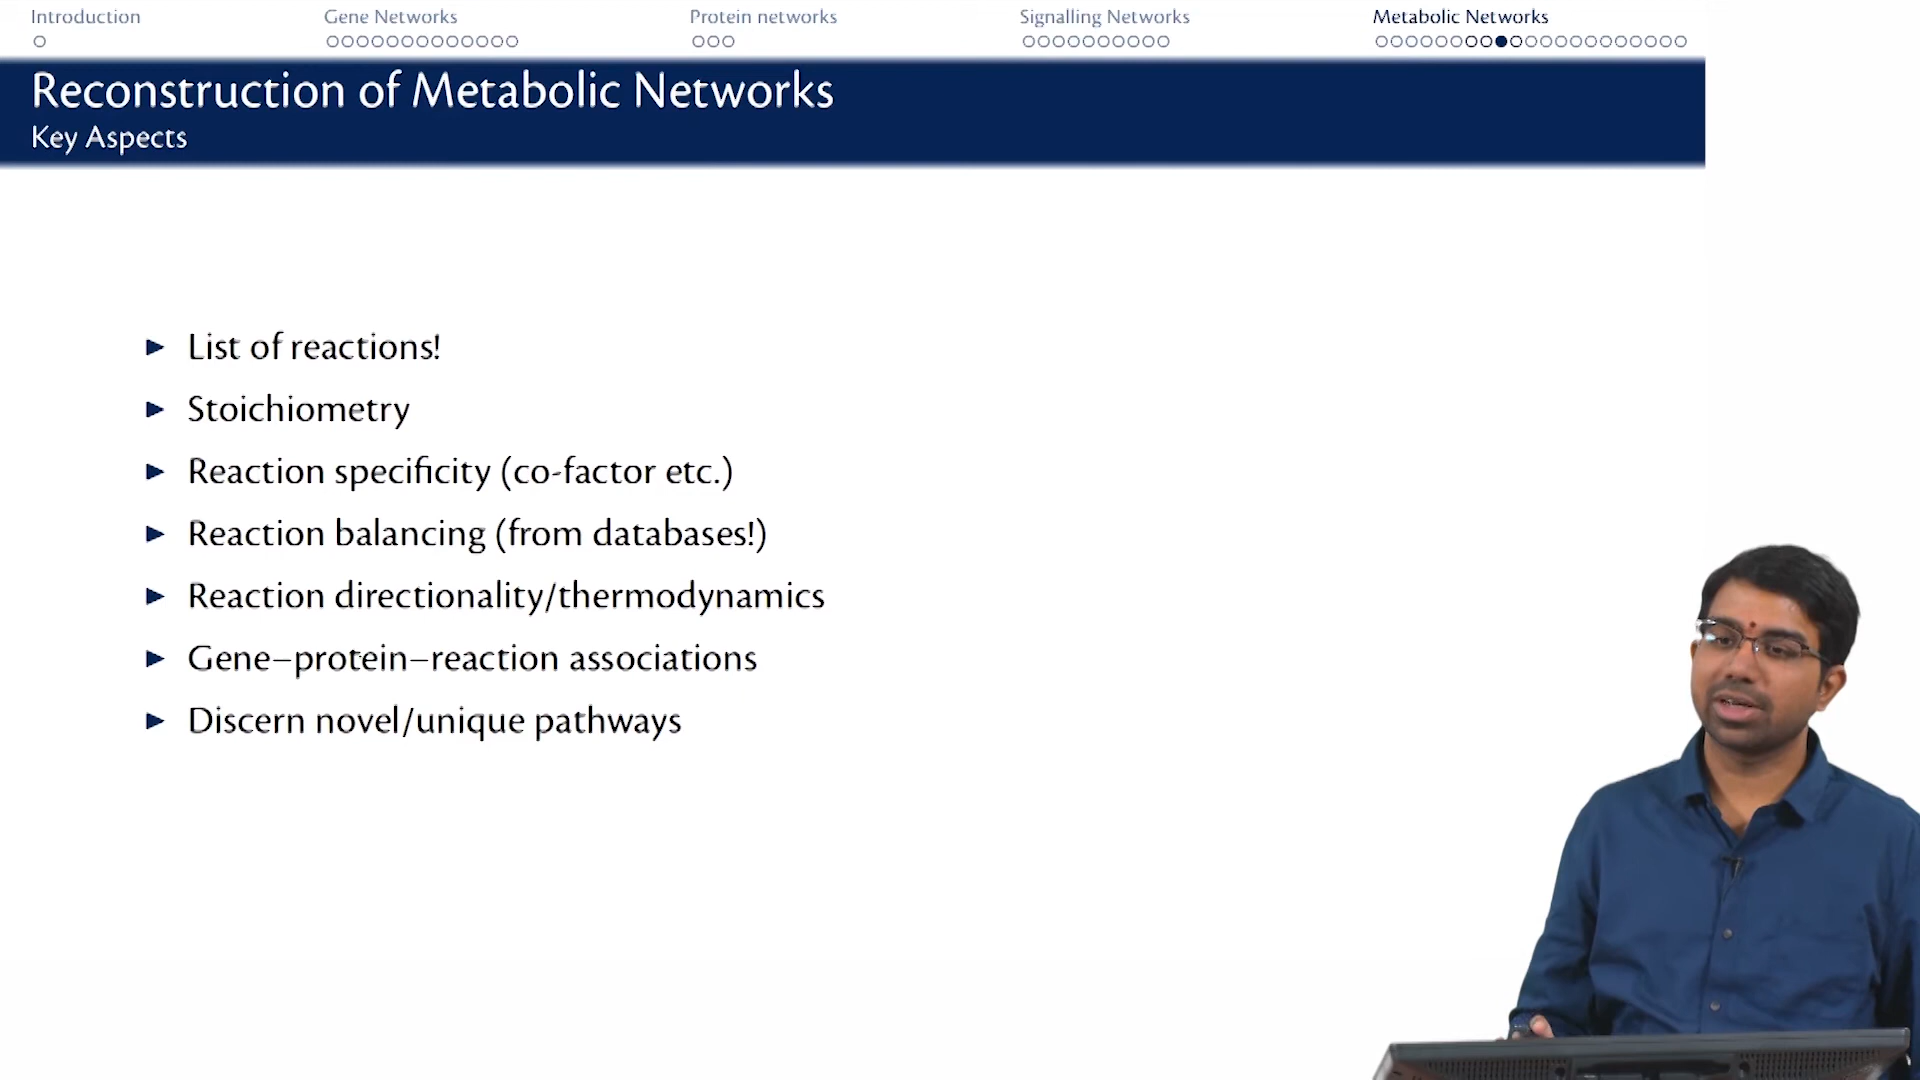 Introduction
Gene Networks
Protein networks
Signalling Networks
Metabolic Networks
Reconstruction of Metabolic Networks
Key Aspects
List of reactions!
Stoichiometry
Reaction specificity (co-factor etc.)
Reaction balancing (from databases!)
Reaction directionality/thermodynamics
Gene–protein–reaction associations
Discern novel/unique pathways